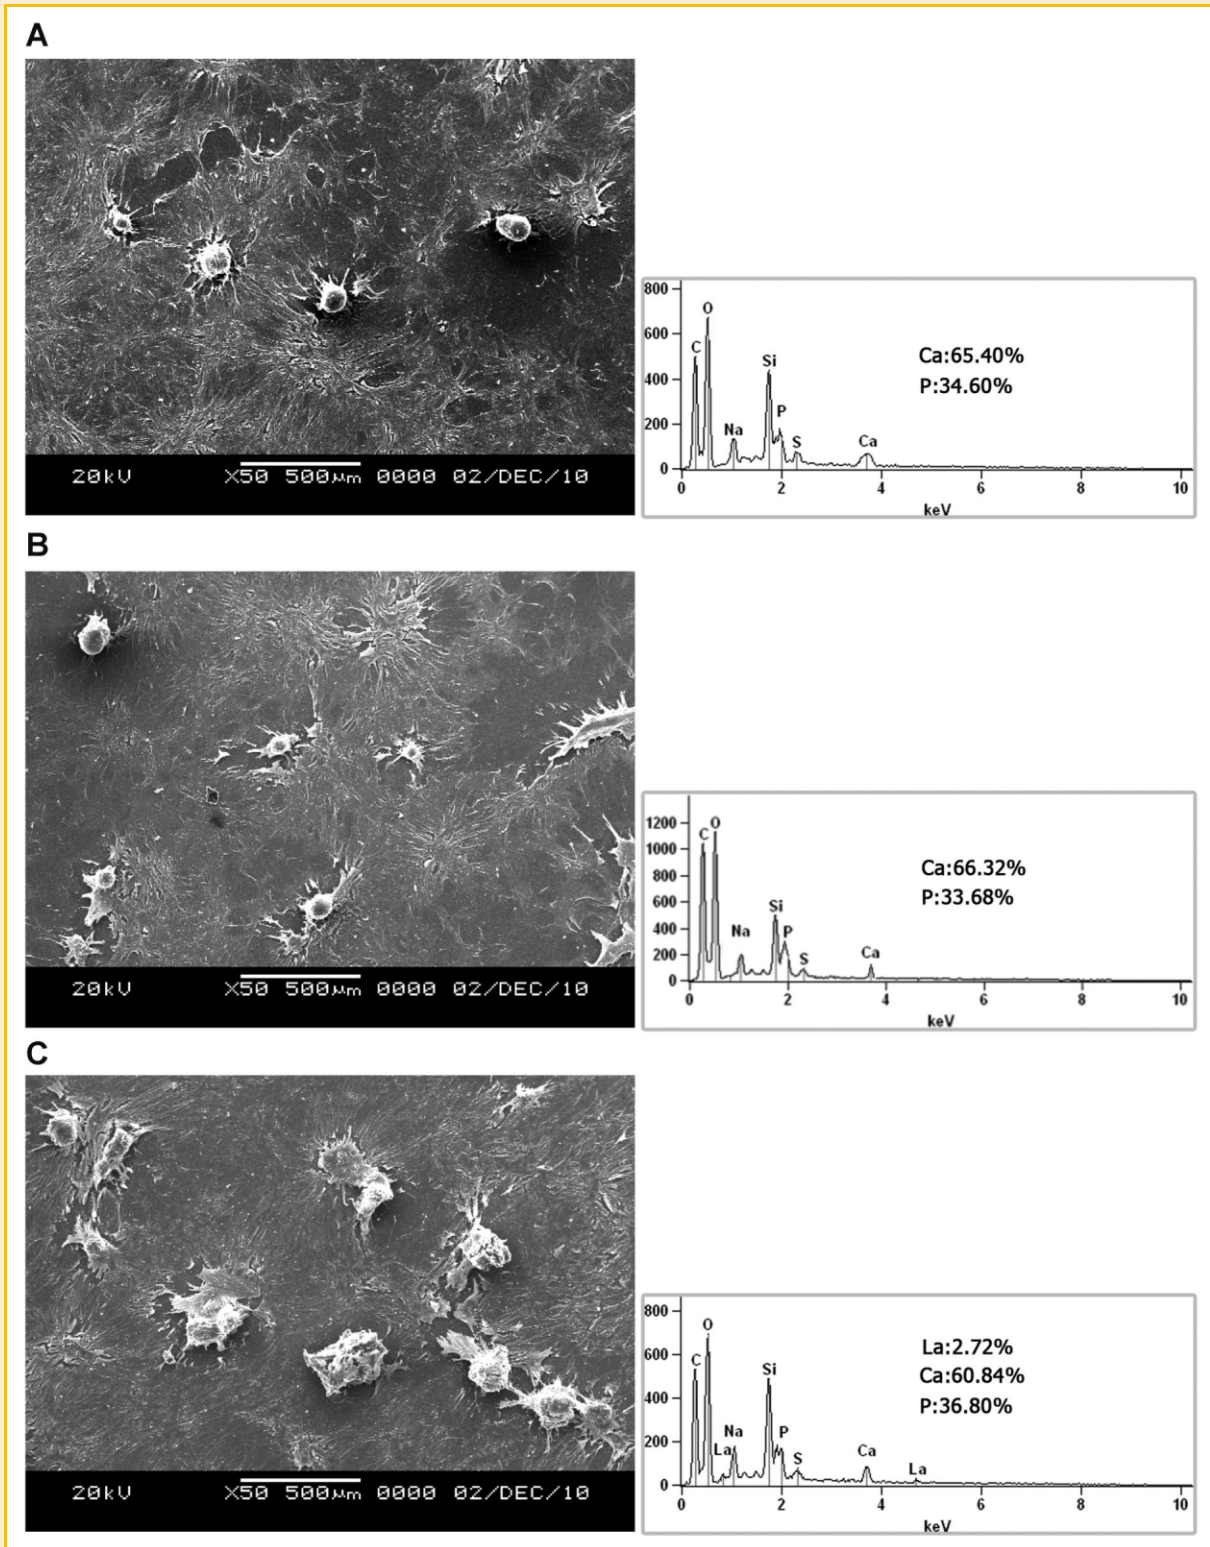 A
20kV X50 500µm 0000 02/DEC/10
800
600
400
200
0
C
O
Na
Si
P
S
Ca
Ca:65.40%
P:34.60%
0 2 4 6 8 10
keV
B
20kV X50 500µm 0000 02/DEC/10
1200
1000
800
600
400
200
0
C
O
Na
Si
P
S
Ca
Ca:66.32%
P:33.68%
0 2 4 6 8 10
keV
C
20kV X50 500µm 0000 02/DEC/10
800
600
400
200
0
C
O
La
Na
Si
P
S
Ca
La
La:2.72%
Ca:60.84%
P:36.80%
0 2 4 6 8 10
keV